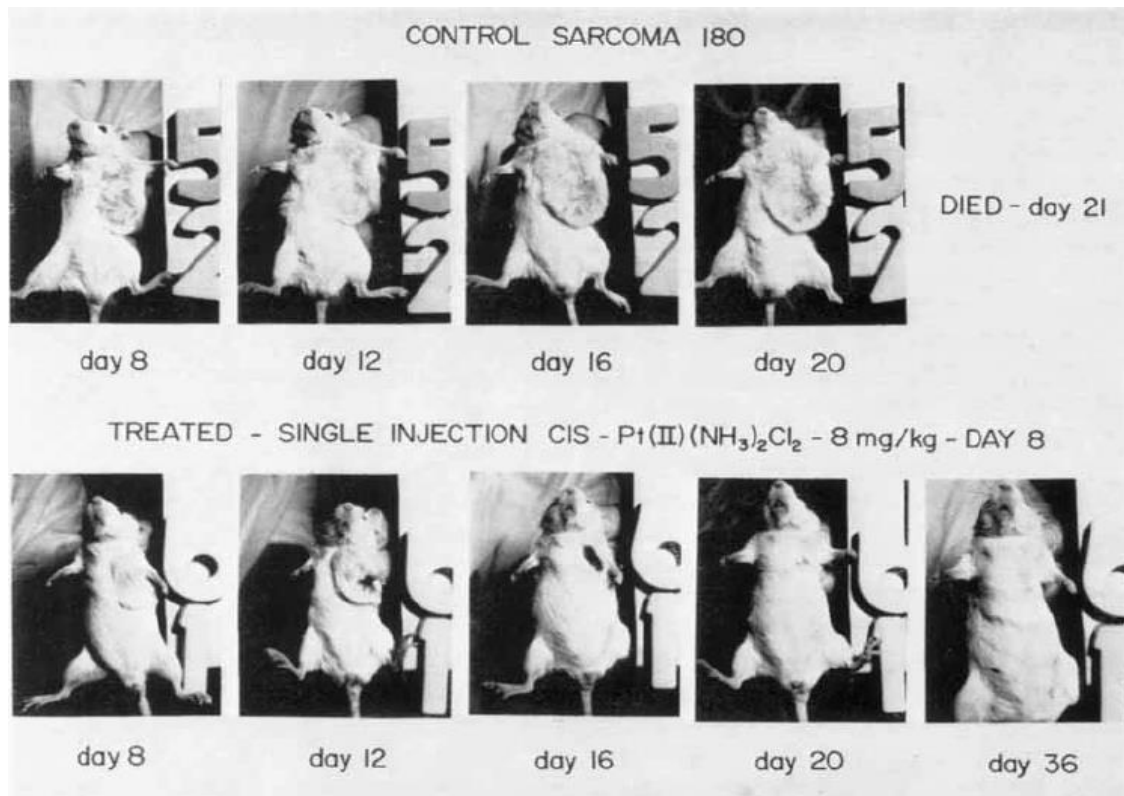 CONTROL SARCOMA 180
DIED - day 21
day 8 day 12 day 16 day 20
TREATED - SINGLE INJECTION CIS - Pt(II)(NH₃)₂Cl₂ - 8 mg/kg - DAY 8
day 8 day 12 day 16 day 20 day 36